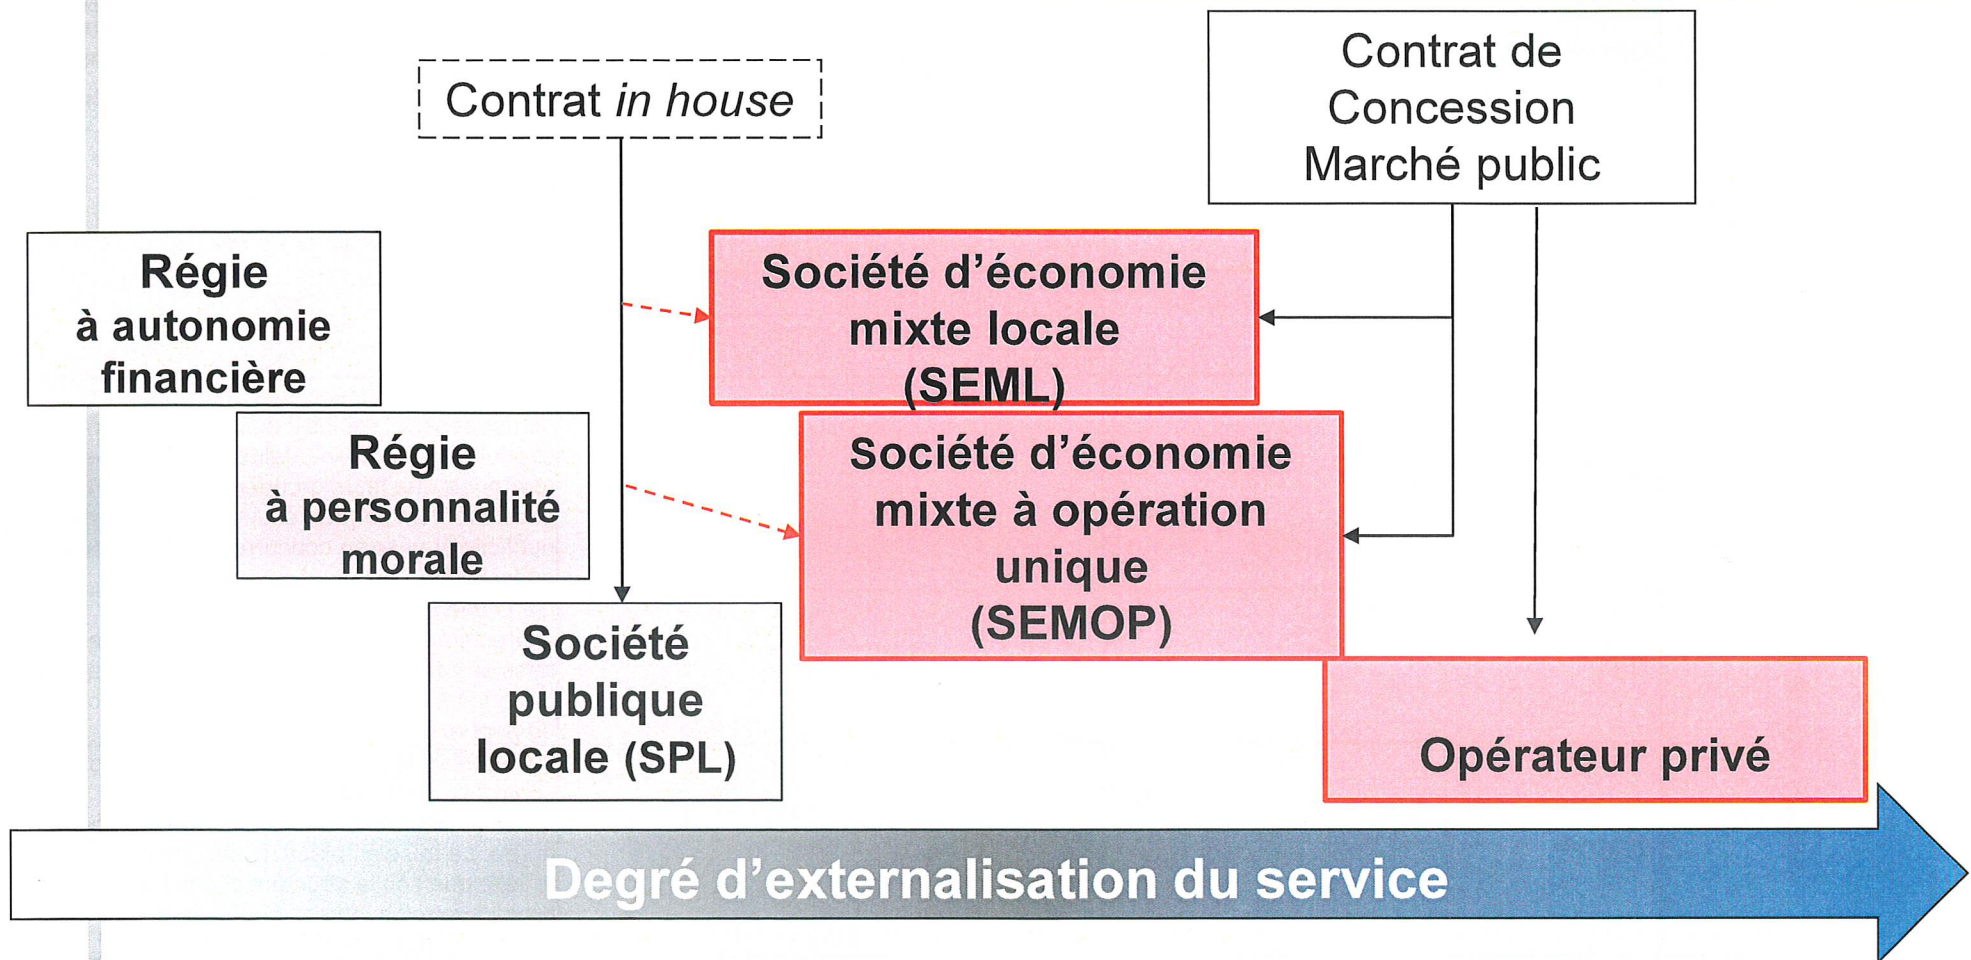 Contrat in house
Contrat de
Concession
Marché public
Régie
à autonomie
financière
Société d'économie
mixte locale
(SEML)
Régie
à personnalité
morale
Société d'économie
mixte à opération
unique
(SEMOP)
Société
publique
locale (SPL)
Opérateur privé
Degré d'externalisation du service